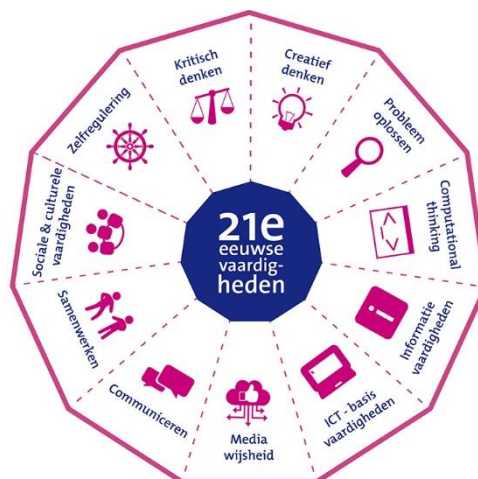 21e
eeuwse
vaardig-
heden
Kritisch
denken
Creatief
denken
Probleem
oplossen
Computational
thinking
Informatie
vaardigheden
ICT - basis
vaardigheden
Media
wijsheid
Communiceren
Samenwerken
Sociale & culturele
vaardigheden
Zelfregulering